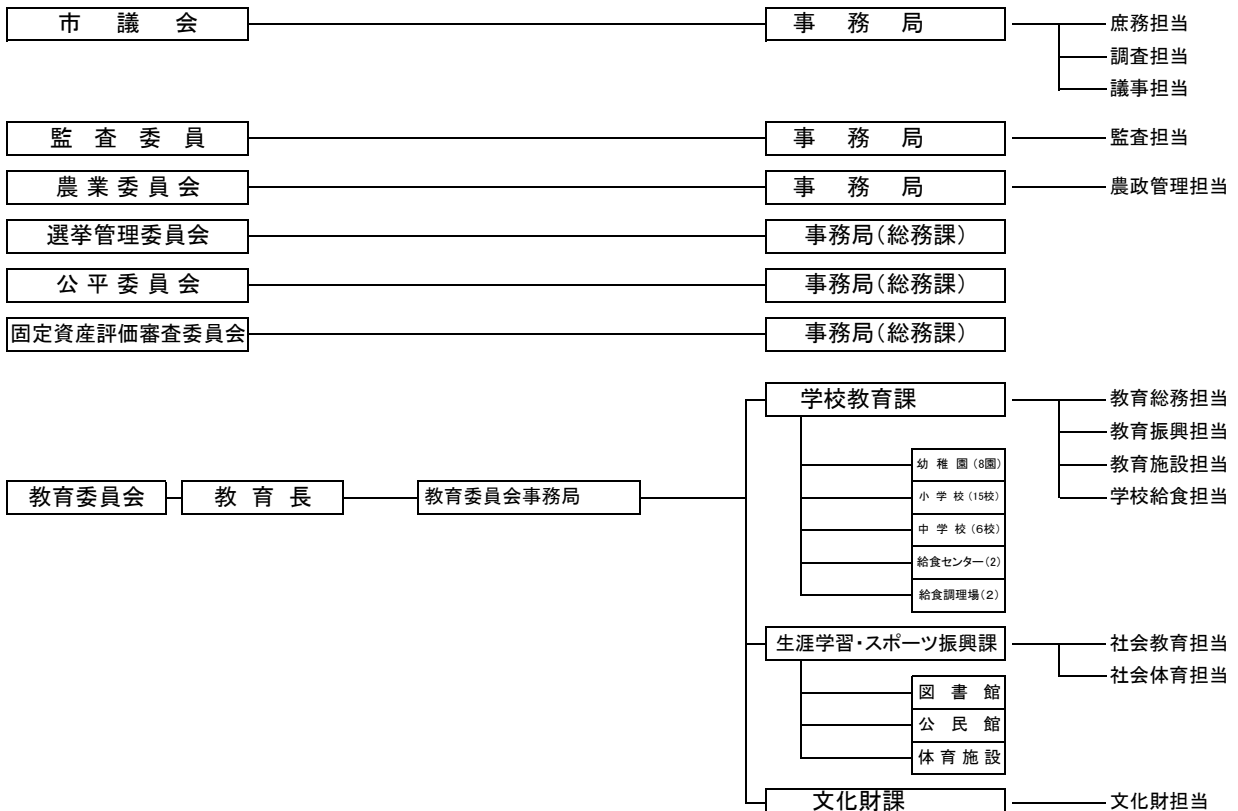 市議会 事務局 庶務担当
調査担当
議事担当
監査委員 事務局 監査担当
農業委員会 事務局 農政管理担当
選挙管理委員会 事務局(総務課)
公平委員会 事務局(総務課)
固定資産評価審査委員会 事務局(総務課)
学校教育課 教育総務担当
教育振興担当
幼稚園(8園) 教育施設担当
教育委員会 教育長 教育委員会事務局 小学校(15校) 学校給食担当
中学校(6校)
給食センター(2)
給食調理場(2)
生涯学習・スポーツ振興課 社会教育担当
社会体育担当
図書館
公民館
体育施設
文化財課 文化財担当